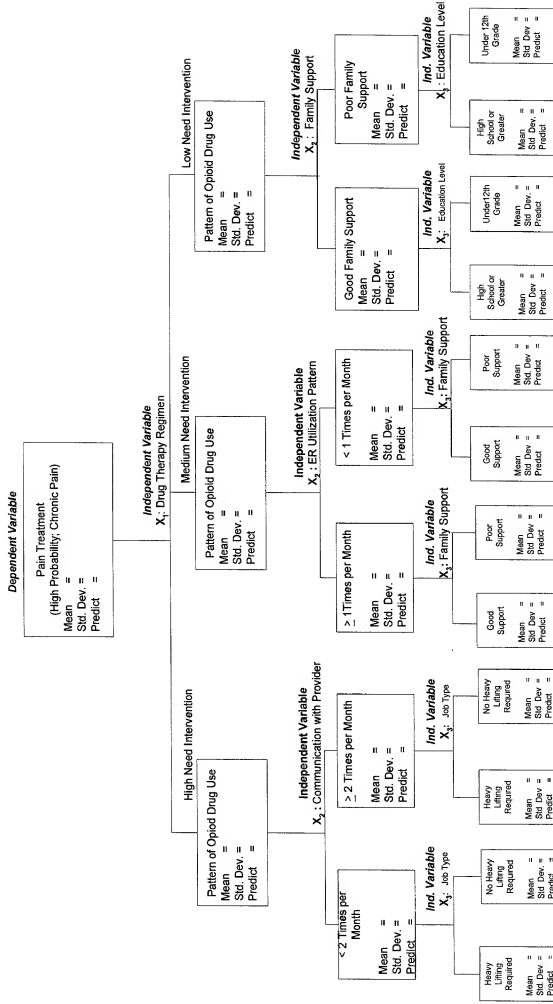 Dependent Variable
Pain Treatment
(High Probability; Chronic Pain)
Mean =
Std. Dev. =
Predict =
Independent Variable
X1: Drug Therapy Regimen
High Need Intervention
Medium Need Intervention
Low Need Intervention
Pattern of Opiod Drug Use
Mean =
Std. Dev. =
Predict =
Pattern of Opioid Drug Use
Mean =
Std. Dev. =
Predict =
Pattern of Opioid Drug Use
Mean =
Std. Dev. =
Predict =
Independent Variable
X2: Communication with Provider
Independent Variable
X2: ER Utilization Pattern
Independent Variable
X2: Family Support
< 2 Times per
Month
Mean =
Std. Dev. =
Predict =
≥ 2 Times per Month
Mean =
Std. Dev. =
Predict =
≥ 1Times per Month
Mean =
Std. Dev. =
Predict =
< 1 Times per Month
Mean =
Std. Dev. =
Predict =
Good Family Support
Mean =
Std. Dev. =
Predict =
Poor Family
Support
Mean =
Std. Dev. =
Predict =
Ind. Variable
X3: Job Type
Ind. Variable
X3: Job Type
Ind. Variable
X3: Family Support
Ind. Variable
X3: Family Support
Ind. Variable
X3: Education Level
Ind. Variable
X3: Education Level
Heavy
Lifting
Required
Mean =
Std. Dev. =
Predict =
No Heavy
Lifting
Required
Mean =
Std Dev =
Predict =
Heavy
Lifting
Required
Mean =
Std Dev =
Predict =
No Heavy
Lifting
Required
Mean =
Std Dev =
Predict =
Good
Support
Mean =
Std Dev =
Predict =
Poor
Support
Mean =
Std Dev =
Predict =
Good
Support
Mean =
Std Dev =
Predict =
Poor
Support
Mean =
Std Dev =
Predict =
High
School or
Greater
Mean =
Std Dev =
Predict =
Under12th
Grade
Mean =
Std Dev =
Predict =
High
School or
Greater
Mean =
Std Dev =
Predict =
Under 12th
Grade
Mean =
Std Dev =
Predict =